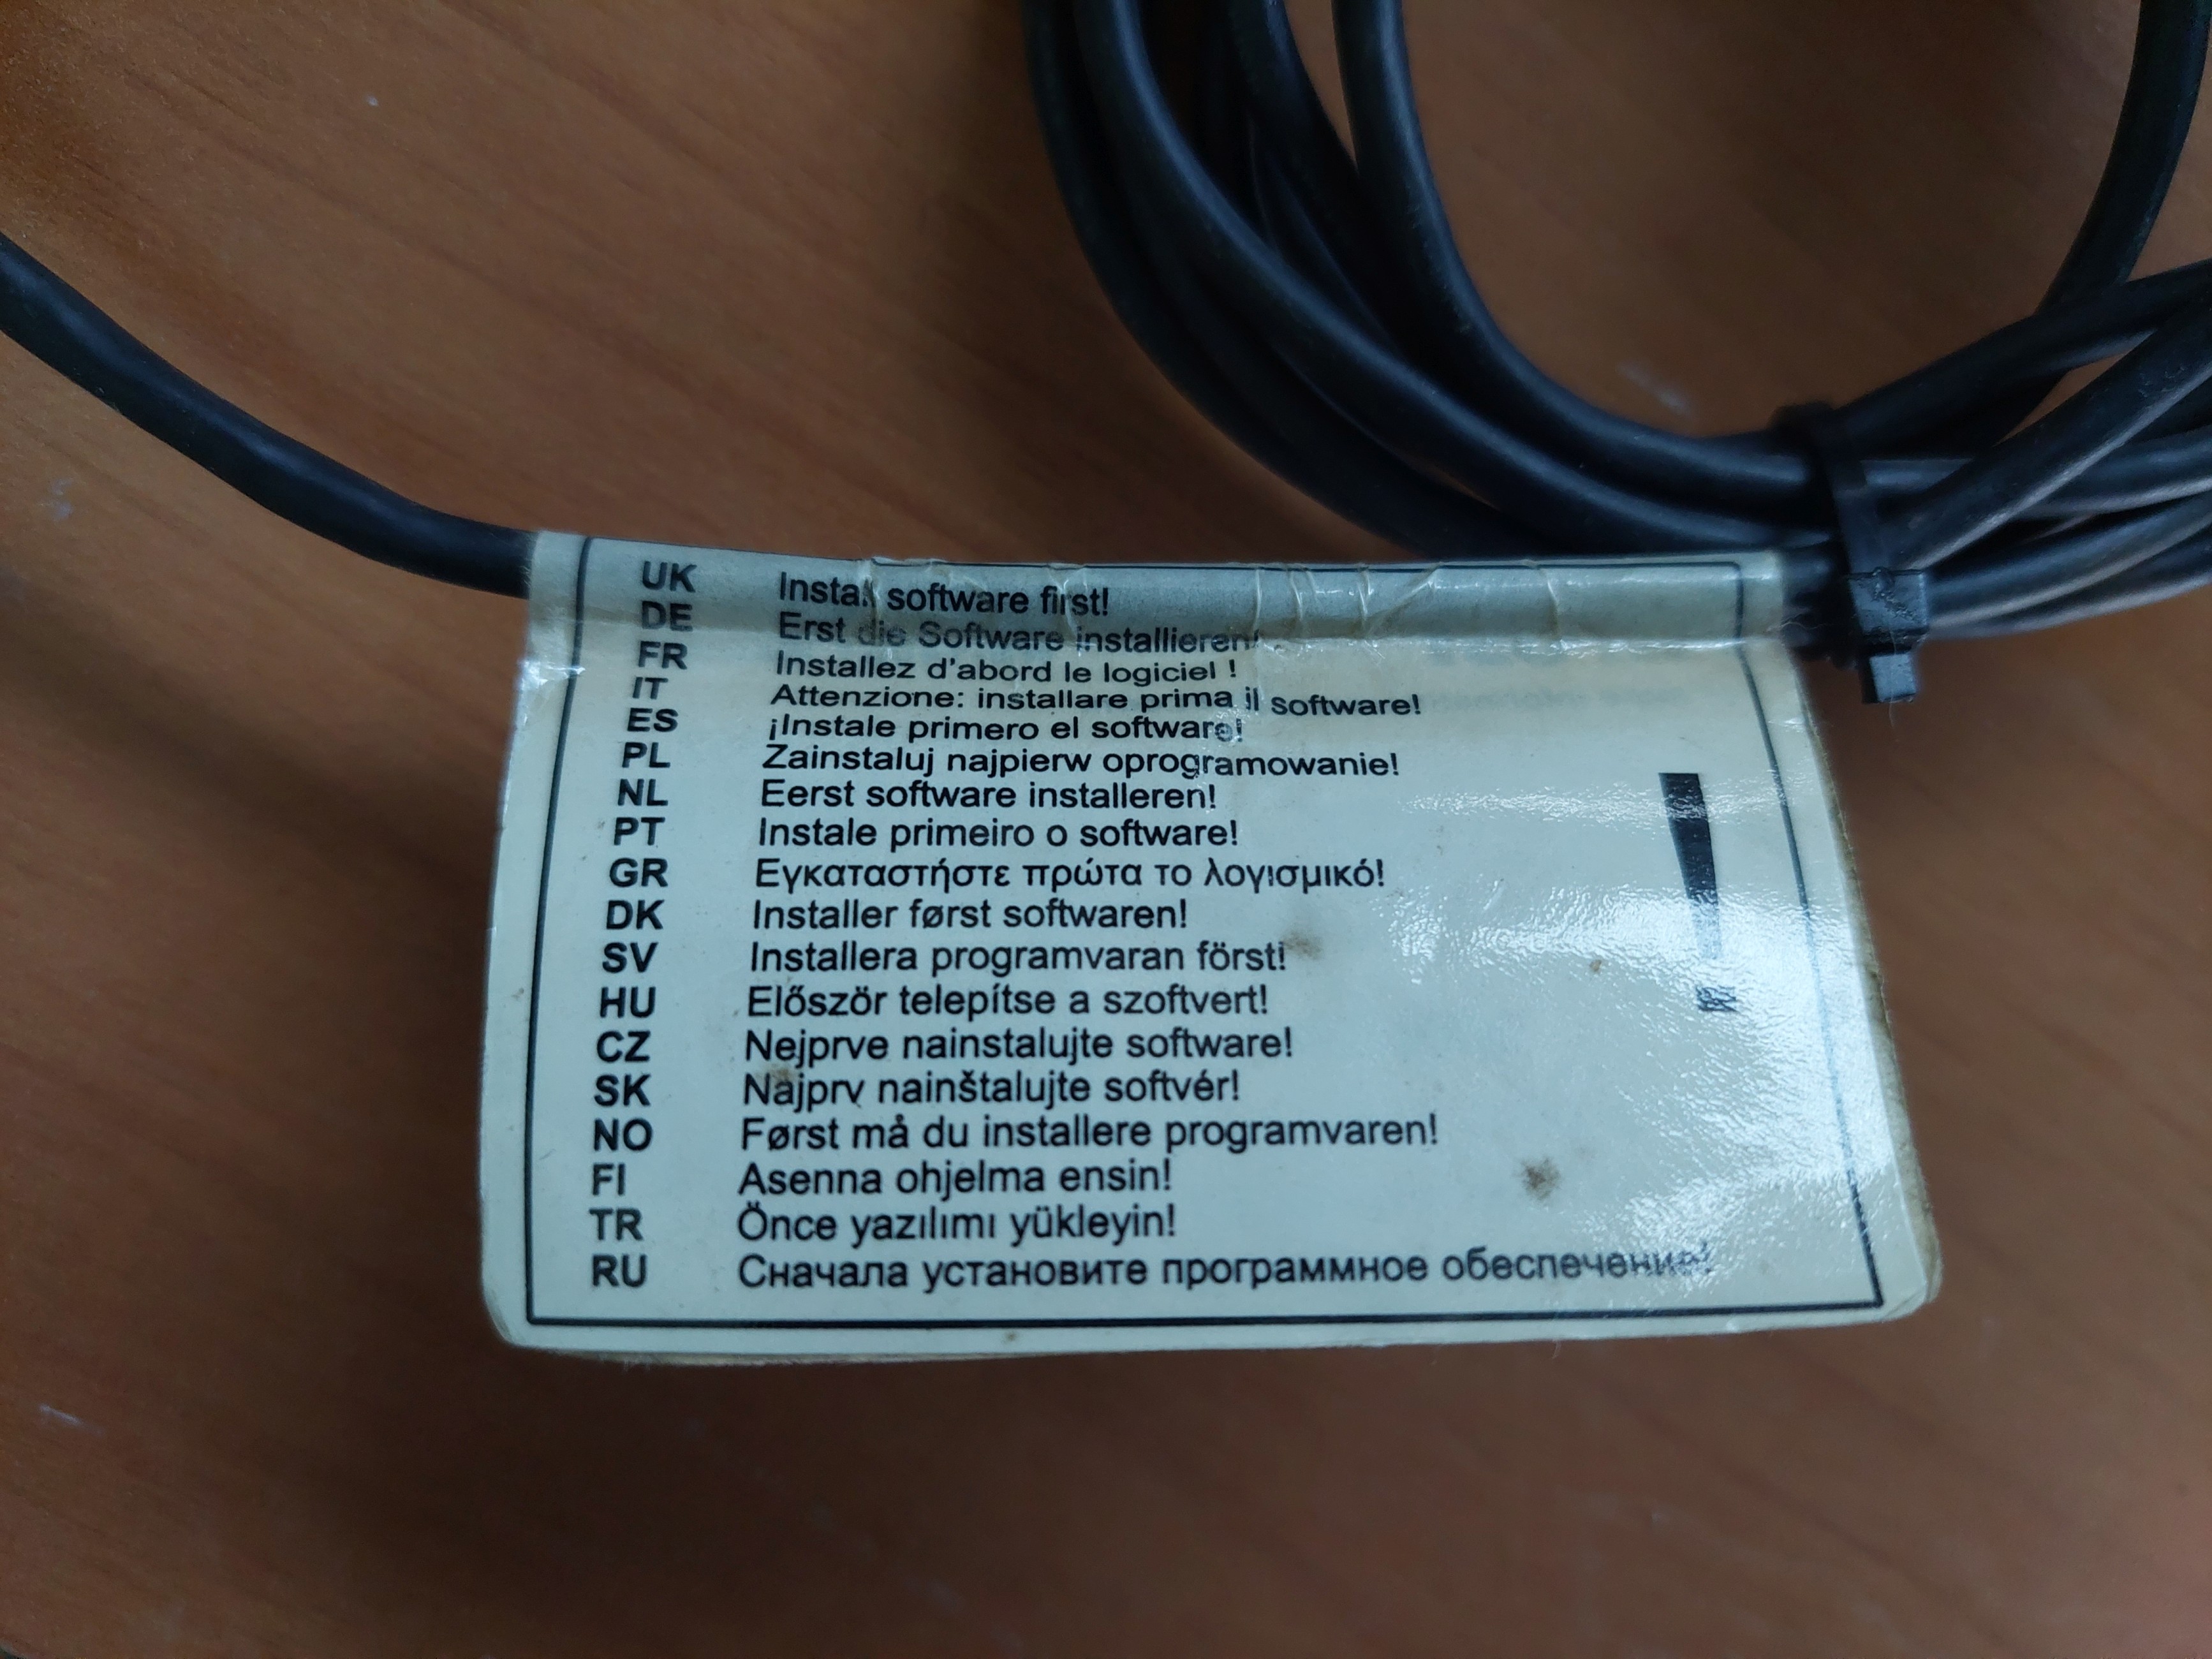 UK Install software first!
DE Erst die Software installieren!
FR Installez d'abord le logiciel !
IT Attenzione: installare prima il software!
ES ¡Instale primero el software!
PL Zainstaluj najpierw oprogramowanie!
NL Eerst software installeren!
PT Instale primeiro o software!
GR Εγκαταστήστε πρώτα το λογισμικό!
DK Installer først softwaren!
SV Installera programvaran först!
HU Először telepítse a szoftvert!
CZ Nejprve nainstalujte software!
SK Najprv nainštalujte softvér!
NO Først må du installere programvaren!
FI Asenna ohjelma ensin!
TR Önce yazılımı yükleyin!
RU Сначала установите программное обеспечение!
!